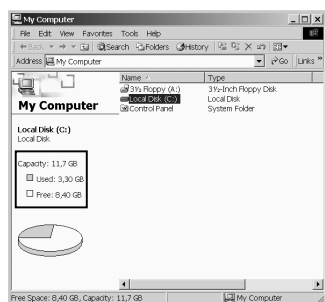 My Computer
File Edit View Favorites Tools Help
Back Search Folders History
Address My Computer Go Links »
My Computer
Local Disk (C:)
Local Disk
Capacity: 11,7 GB
Used: 3,30 GB
Free: 8,40 GB
Name Type
3½ Floppy (A:) 3½-Inch Floppy Disk
Local Disk (C:) Local Disk
Control Panel System Folder
Free Space: 8,40 GB, Capacity: 11,7 GB My Computer